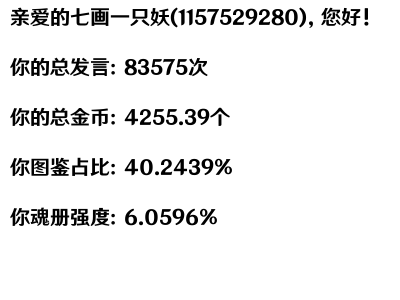 亲爱的七画一只妖(1157529280), 您好!
你的总发言: 83575次
你的总金币: 4255.39个
你图鉴占比: 40.2439%
你魂册强度: 6.0596%